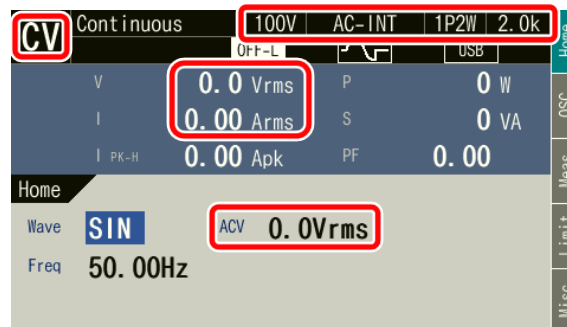 CV Continuous 100V AC-INT 1P2W 2.0k
OFF-L USB
V 0.0 Vrms P 0 W
I 0.00 Arms S 0 VA
I PK-H 0.00 Apk PF 0.00
Home
Wave SIN ACV 0.0Vrms
Freq 50.00Hz
Home
OSC
Meas
Limit
Misc